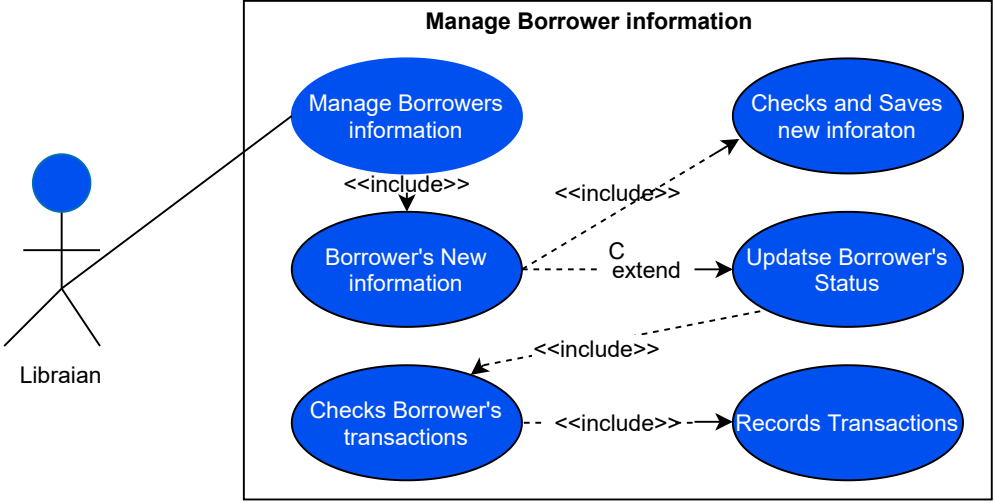 Manage Borrower information
Manage Borrowers
information
Checks and Saves
new inforaton
<<include>>
<<include>>
Borrower's New
information
C
extend
Updatse Borrower's
Status
<<include>>
Libraian
Checks Borrower's
transactions
<<include>>
Records Transactions